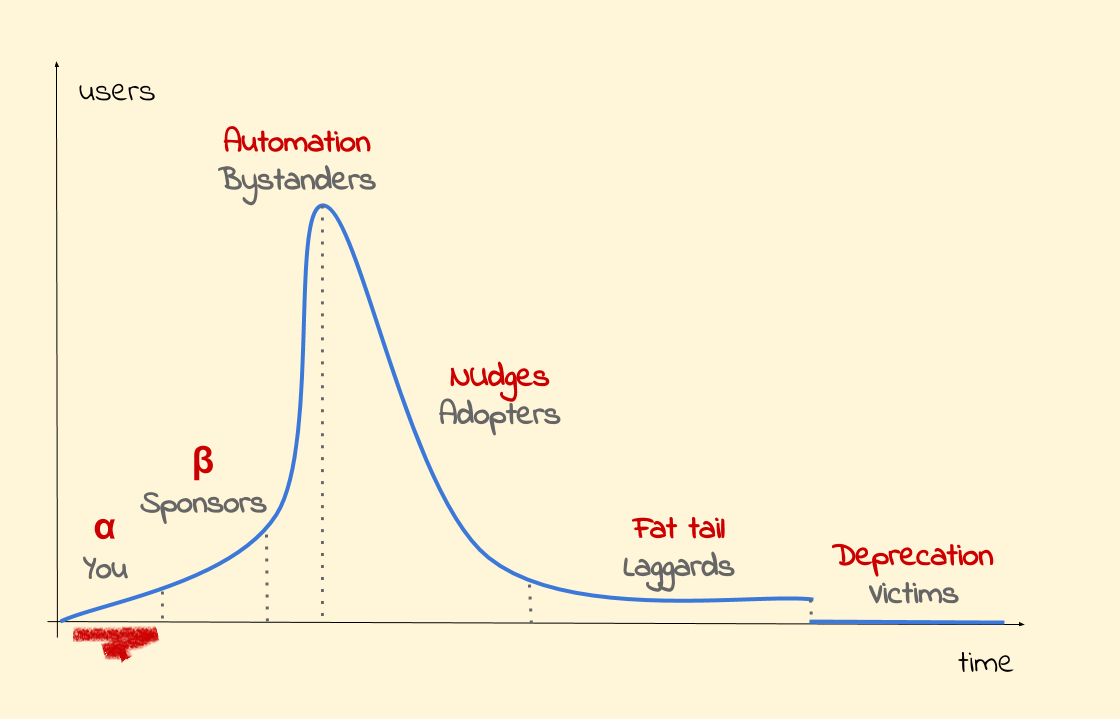 users
Automation
Bystanders
Nudges
Adopters
β
Sponsors
α
You
Fat tail
Laggards
Deprecation
Victims
time